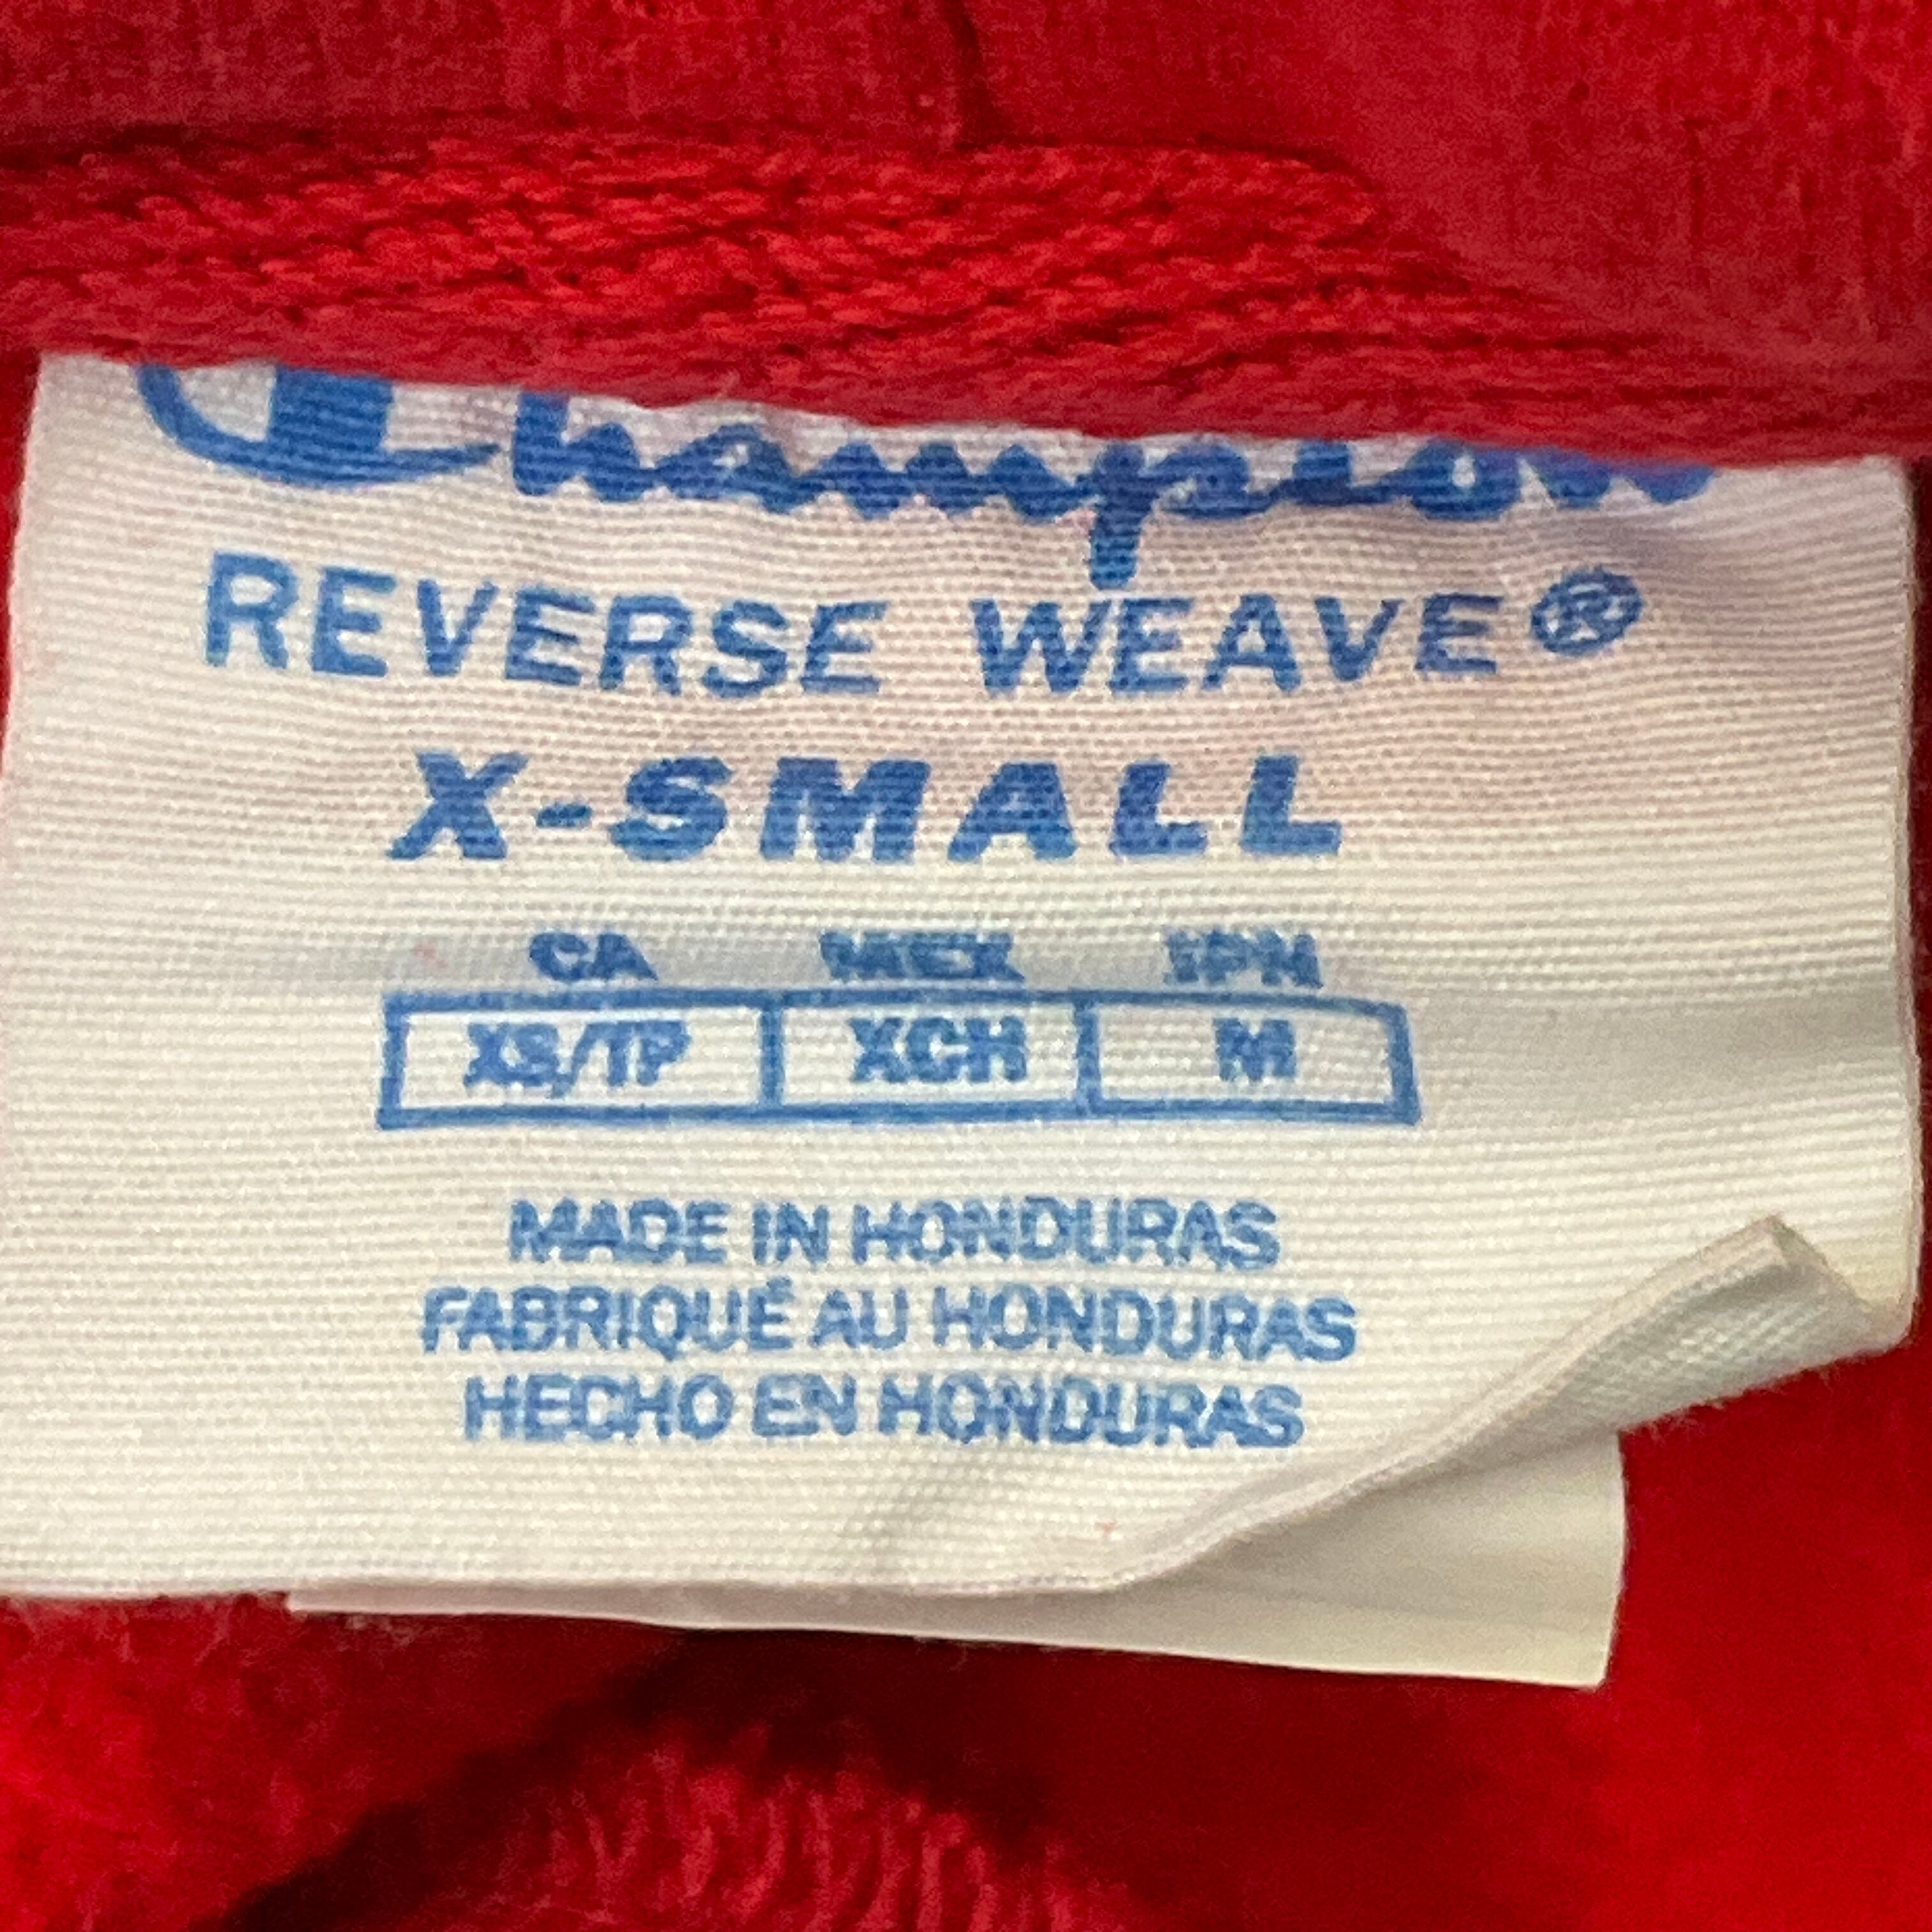 Champion
REVERSE WEAVE®
X-SMALL
CA MEX JPN
XS/TP XCH M
MADE IN HONDURAS
FABRIQUÉ AU HONDURAS
HECHO EN HONDURAS